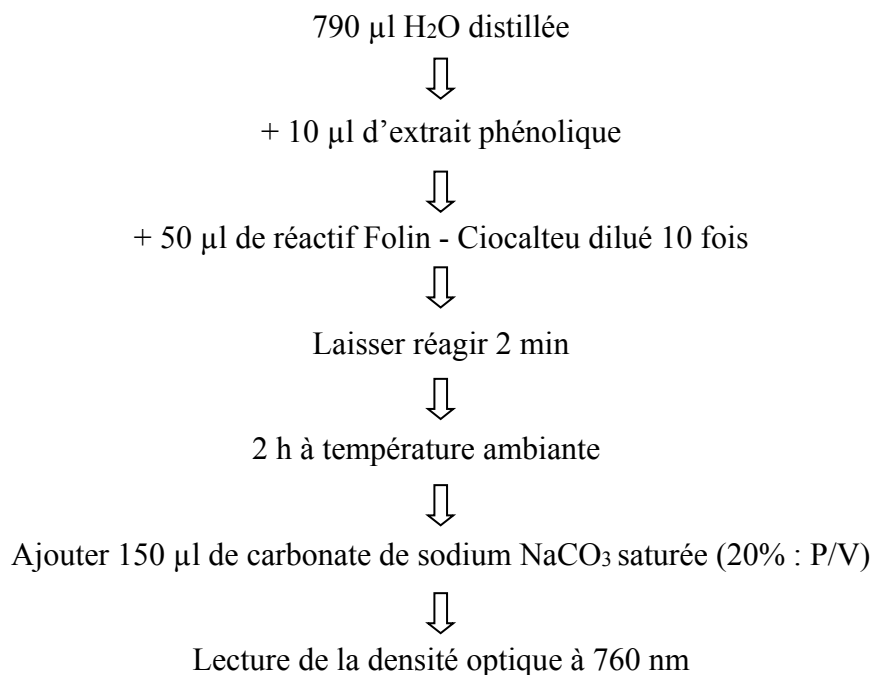 790 µl H₂O distillée
+ 10 µl d’extrait phénolique
+ 50 µl de réactif Folin - Ciocalteu dilué 10 fois
Laisser réagir 2 min
2 h à température ambiante
Ajouter 150 µl de carbonate de sodium NaCO₃ saturée (20% : P/V)
Lecture de la densité optique à 760 nm